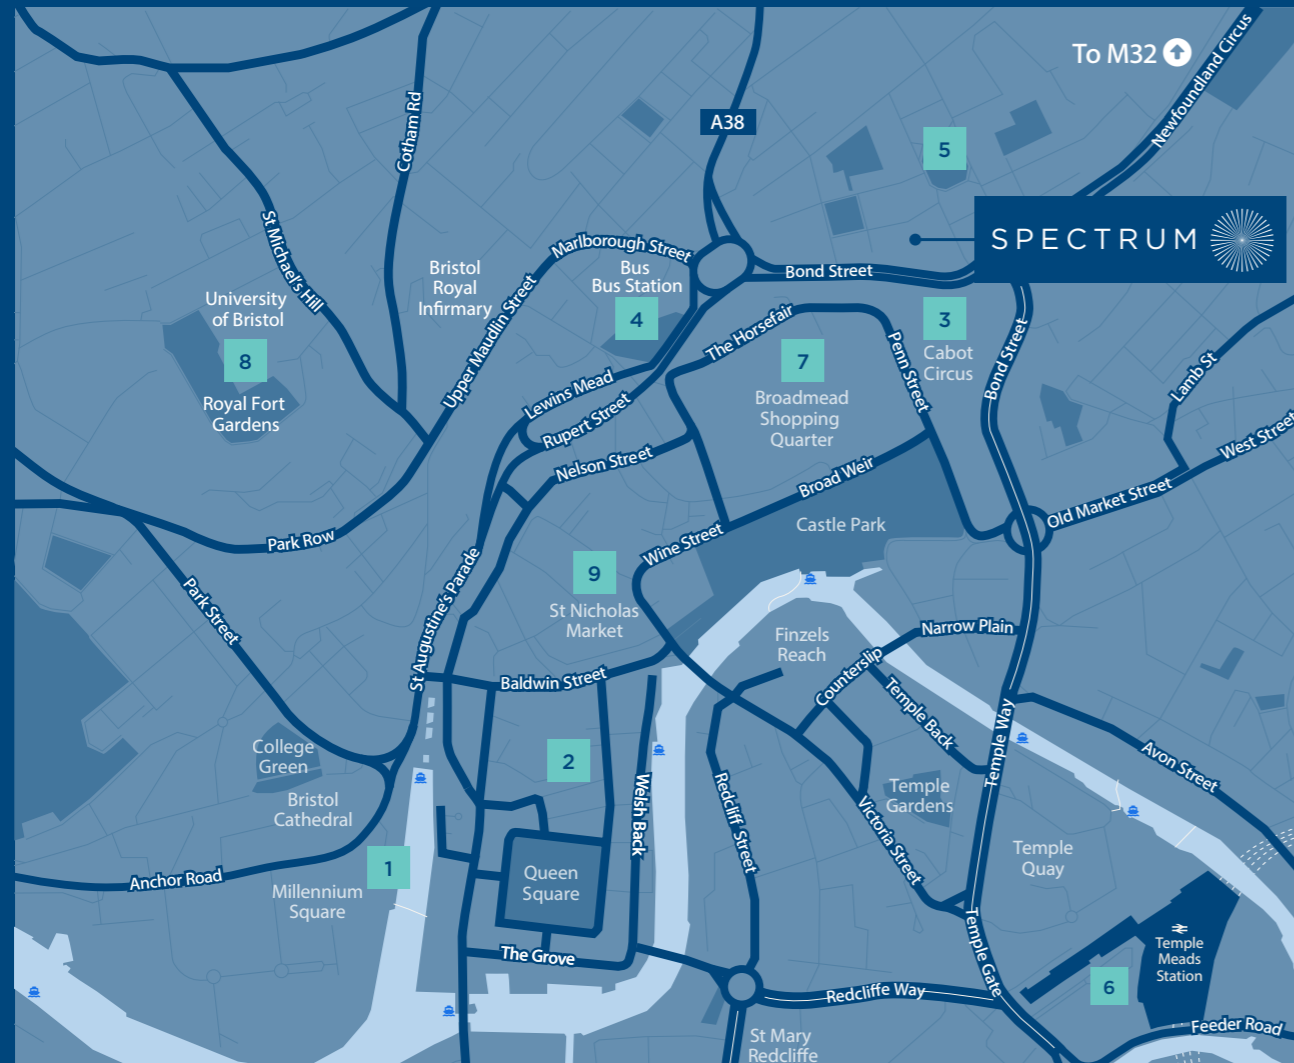 To M32
Newfoundland Circus
A38
Cotham Rd
5
SPECTRUM
St Michael's Hill
Marlborough Street
Bristol
Royal
Infirmary
Bus
Bus Station
4
Bond Street
University
of Bristol
8
Royal Fort
Gardens
Upper Maudlin Street
The Horsefair
7
Broadmead
Shopping
Quarter
Penn Street
3
Cabot
Circus
Bond Street
Lamb St
Lewins Mead
Rupert Street
Nelson Street
West Street
Broad Weir
Old Market Street
Castle Park
Park Row
Wine Street
Park Street
St Augustine's Parade
9
St Nicholas
Market
Finzels
Reach
Narrow Plain
Counterslip
Baldwin Street
Temple Back
Temple Way
Avon Street
College
Green
2
Bristol
Cathedral
Welsh Back
Redcliff Street
Temple
Gardens
Victoria Street
Temple
Quay
1
Anchor Road
Millennium
Square
Queen
Square
The Grove
Temple Gate
Temple
Meads
Station
6
Redcliffe Way
St Mary
Redcliffe
Feeder Road